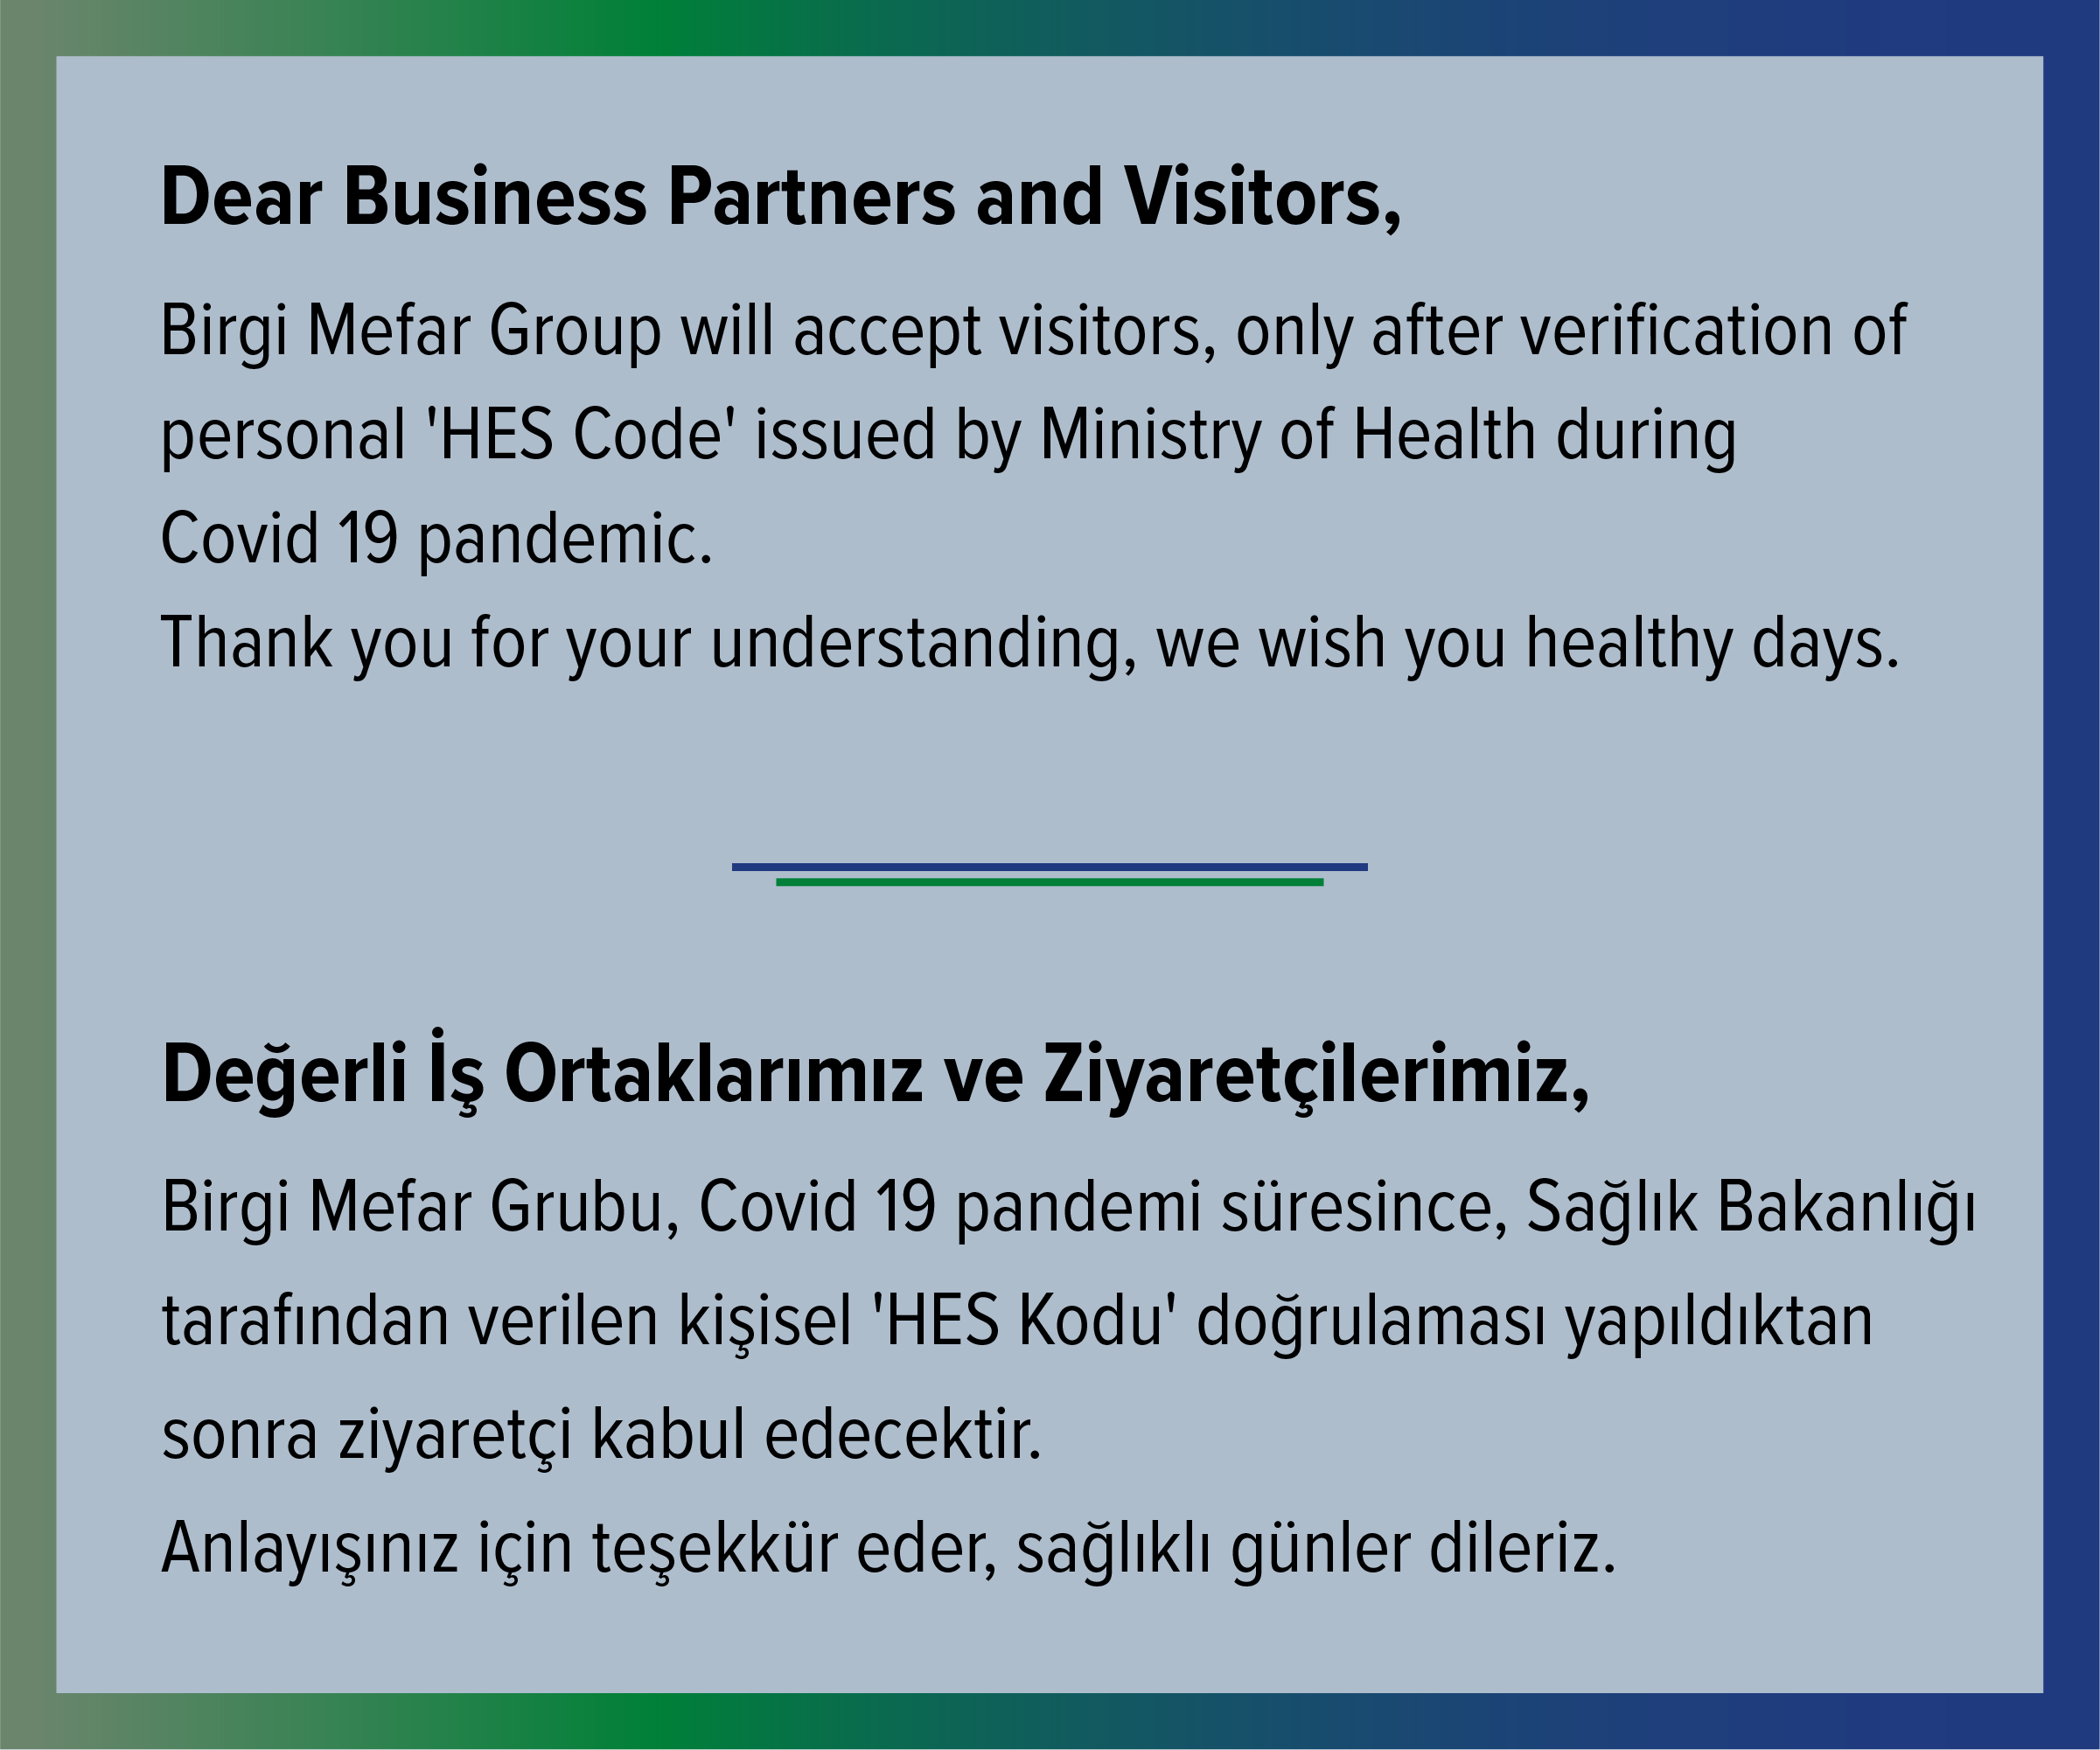 Dear Business Partners and Visitors,
Birgi Mefar Group will accept visitors, only after verification of
personal 'HES Code' issued by Ministry of Health during
Covid 19 pandemic.
Thank you for your understanding, we wish you healthy days.
Değerli İş Ortaklarımız ve Ziyaretçilerimiz,
Birgi Mefar Grubu, Covid 19 pandemi süresince, Sağlık Bakanlığı
tarafından verilen kişisel 'HES Kodu' doğrulaması yapıldıktan
sonra ziyaretçi kabul edecektir.
Anlayışınız için teşekkür eder, sağlıklı günler dileriz.